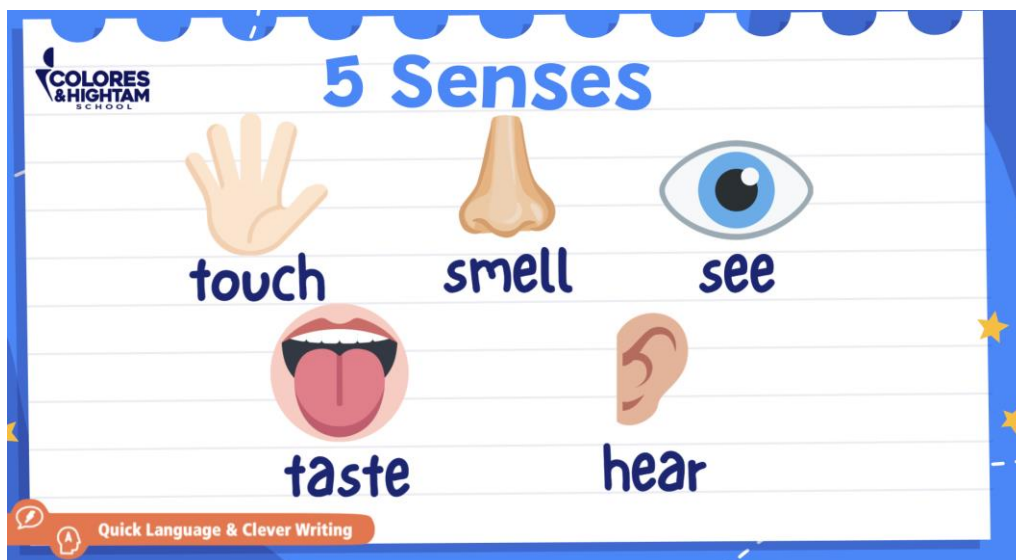 COLORES
& HIGHTAM
SCHOOL
5 Senses
touch
smell
see
taste
hear
Quick Language & Clever Writing